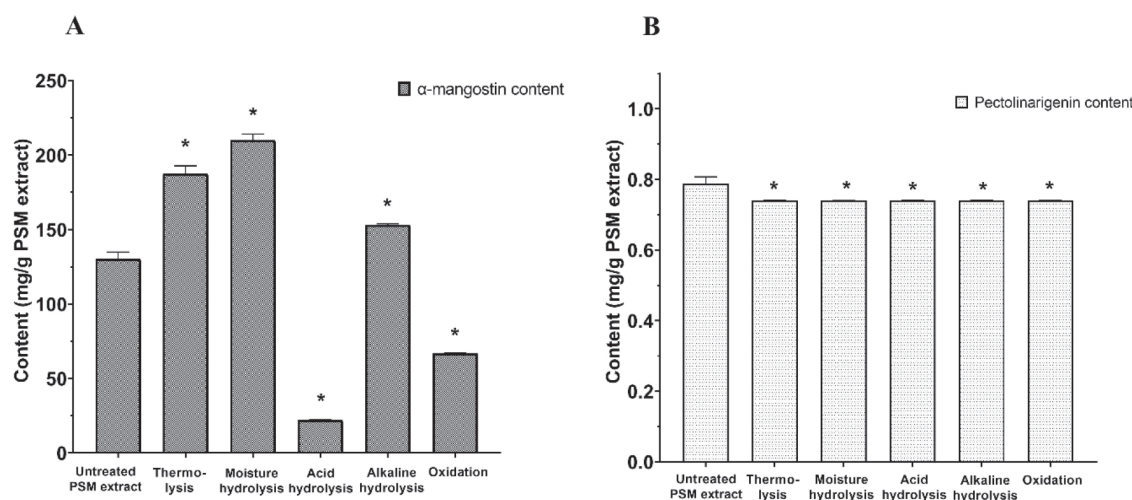 A
Content (mg/g PSM extract)
250
200
150
100
50
0
α-mangostin content
*
*
*
*
*
Untreated
PSM extract
Thermo-
lysis
Moisture
hydrolysis
Acid
hydrolysis
Alkaline
hydrolysis
Oxidation
B
Content (mg/g PSM extract)
1.0
0.8
0.6
0.4
0.2
0.0
Pectolinarigenin content
*
*
*
*
*
Untreated
PSM extract
Thermo-
lysis
Moisture
hydrolysis
Acid
hydrolysis
Alkaline
hydrolysis
Oxidation